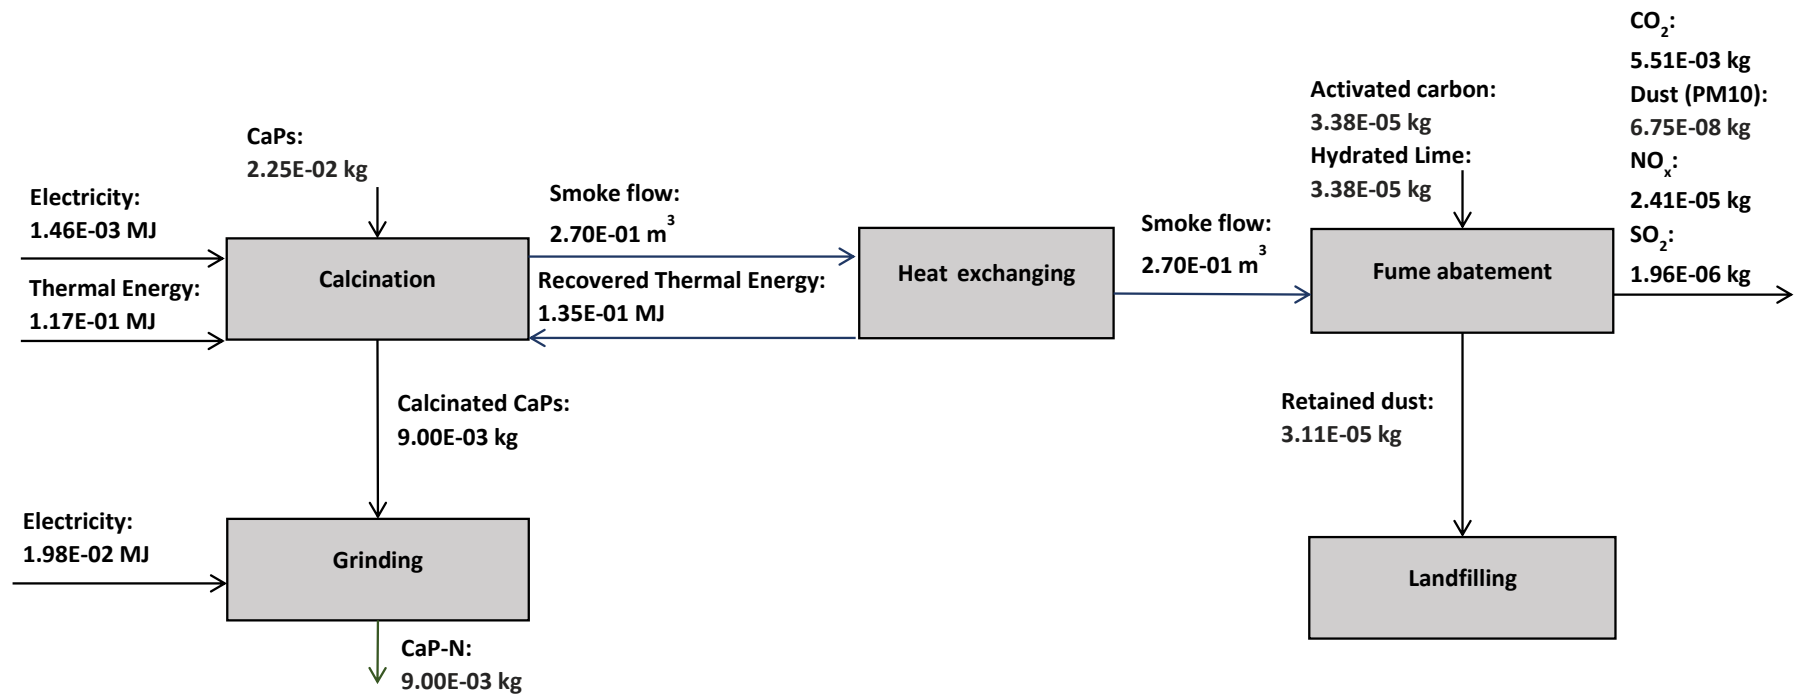 CO2:
5.51E-03 kg
Dust (PM10):
6.75E-08 kg
NOx:
2.41E-05 kg
SO2:
1.96E-06 kg
Activated carbon:
3.38E-05 kg
Hydrated Lime:
3.38E-05 kg
CaPs:
2.25E-02 kg
Electricity:
1.46E-03 MJ
Thermal Energy:
1.17E-01 MJ
Calcination
Smoke flow:
2.70E-01 m3
Recovered Thermal Energy:
1.35E-01 MJ
Heat exchanging
Smoke flow:
2.70E-01 m3
Fume abatement
Calcinated CaPs:
9.00E-03 kg
Retained dust:
3.11E-05 kg
Electricity:
1.98E-02 MJ
Grinding
Landfilling
CaP-N:
9.00E-03 kg